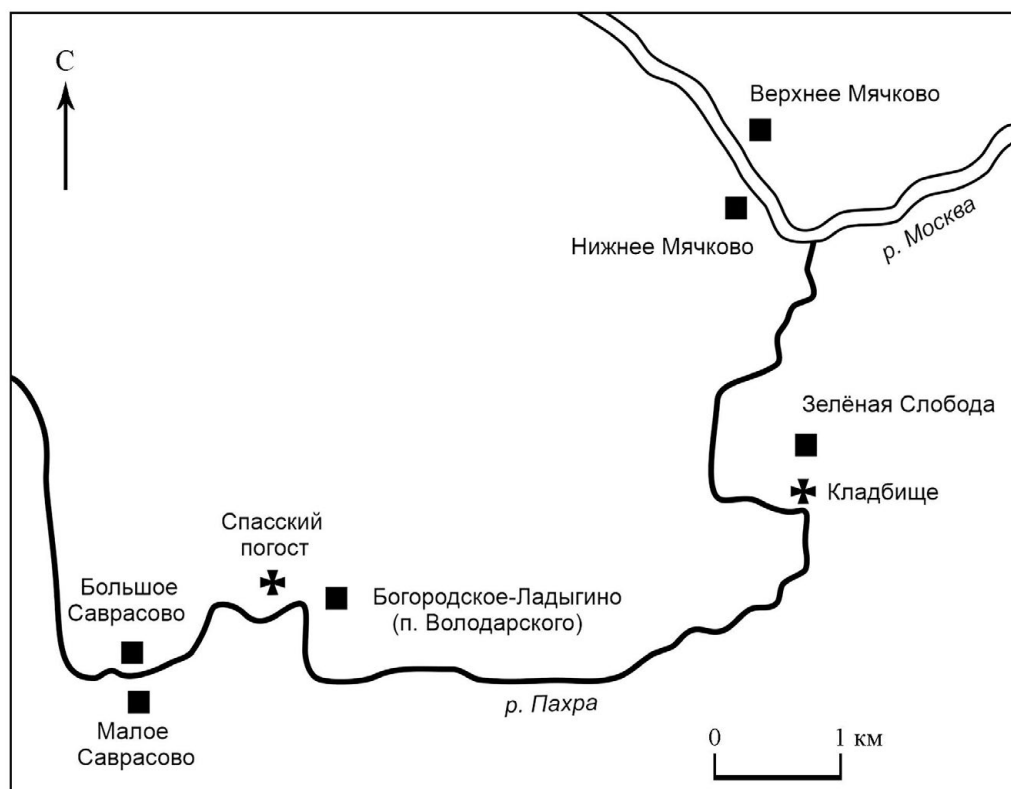 С
Верхнее Мячково
Нижнее Мячково
р. Москва
Зелёная Слобода
Кладбище
Спасский
погост
Большое
Саврасово
Богородское-Ладыгино
(п. Володарского)
Малое
Саврасово
р. Пахра
0 1 км